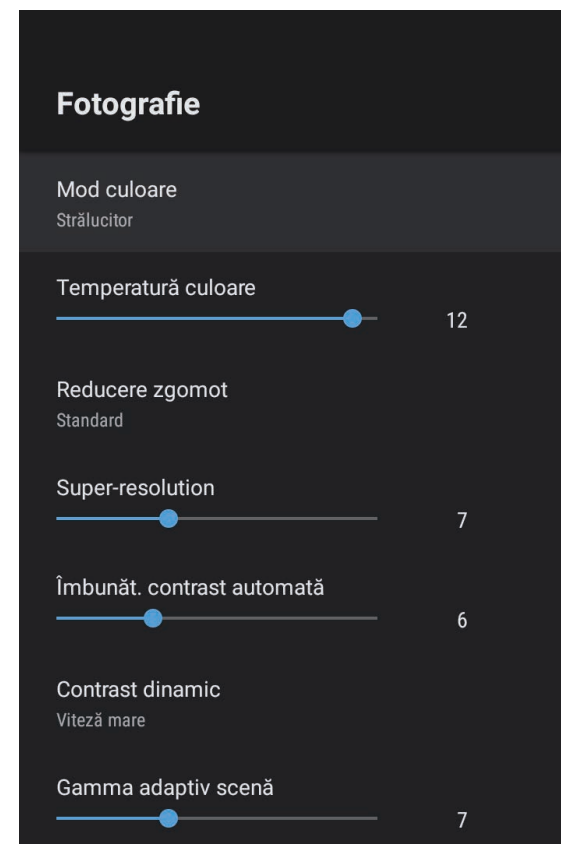 Fotografie
Mod culoare
Strălucitor
Temperatură culoare
12
Reducere zgomot
Standard
Super-resolution
7
Îmbunăt. contrast automată
6
Contrast dinamic
Viteză mare
Gamma adaptiv scenă
7